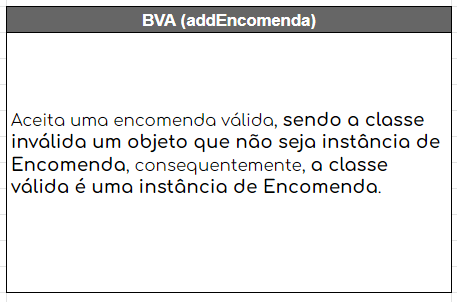 BVA (addEncomenda)
Aceita uma encomenda válida, sendo a classe
inválida um objeto que não seja instância de
Encomenda, consequentemente, a classe
válida é uma instância de Encomenda.